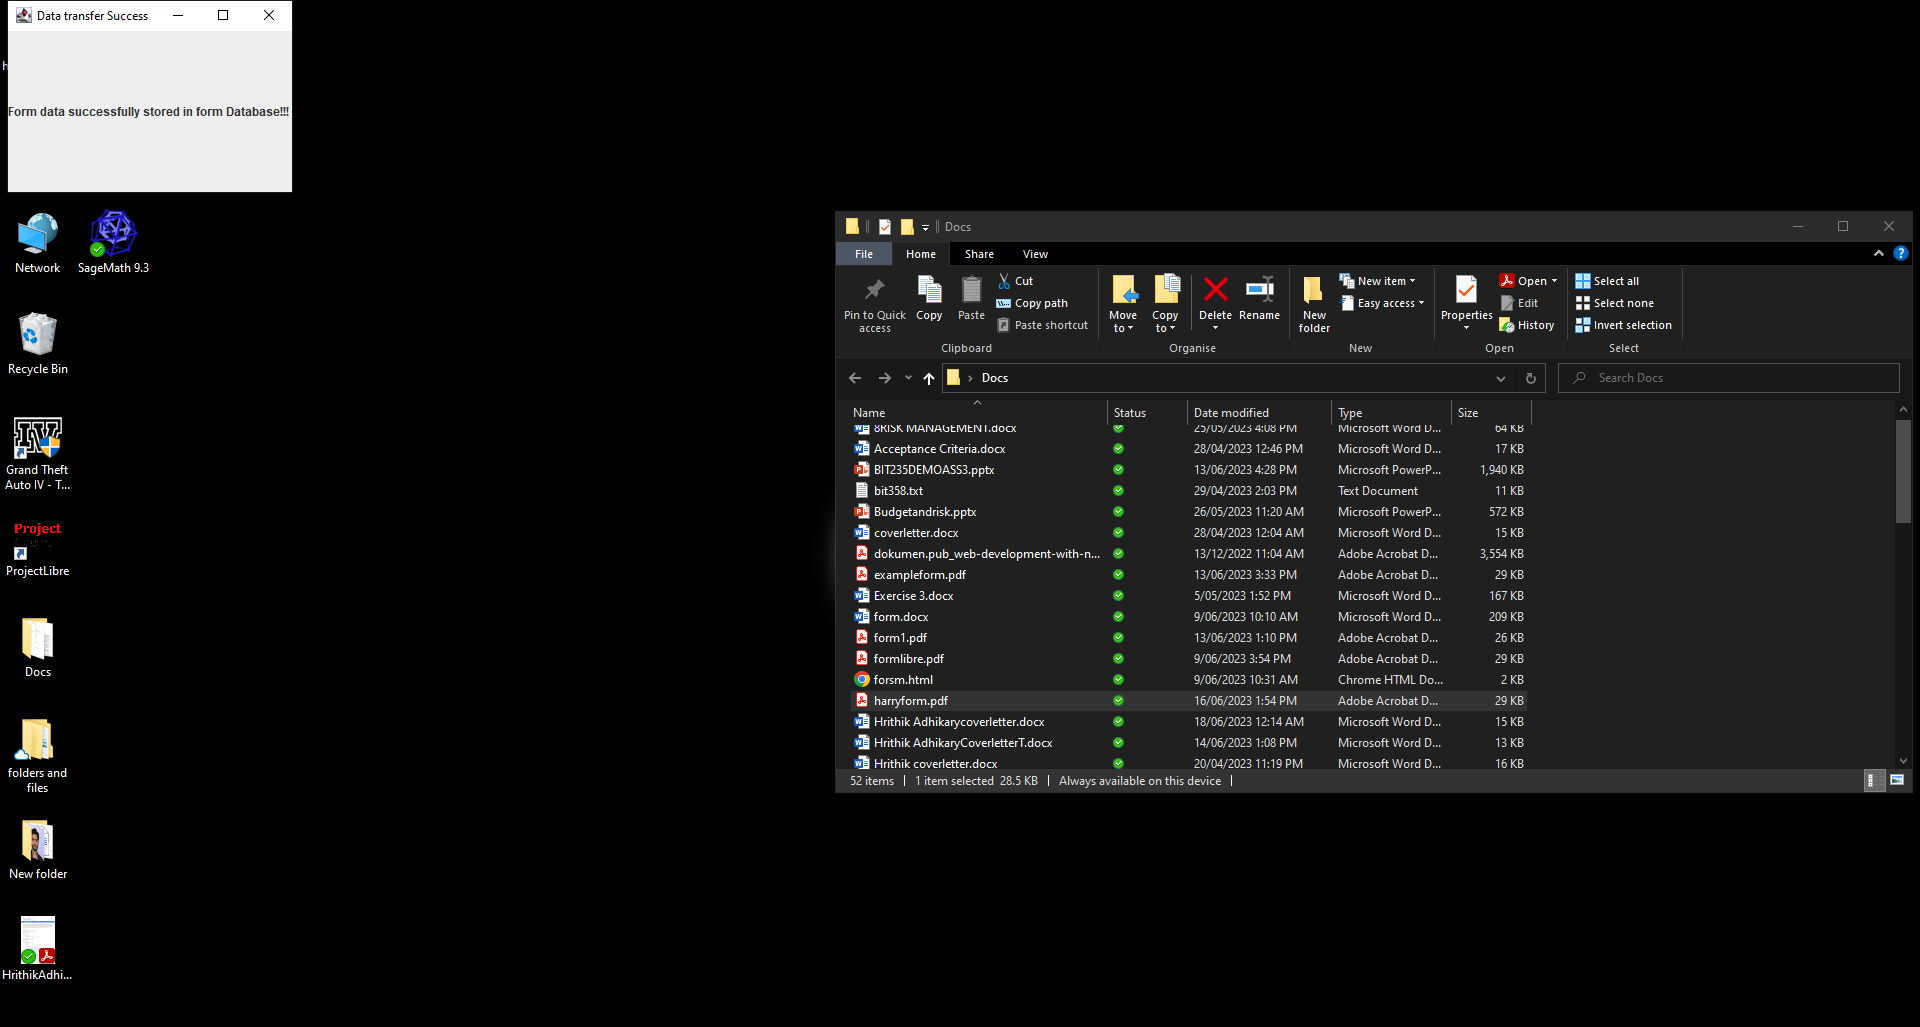 Data transfer Success
h
Form data successfully stored in form Database!!!
Network
SageMath 9.3
Recycle Bin
Grand Theft
Auto IV - T...
Project
ProjectLibre
Docs
folders and
files
New folder
HrithikAdhi...
Docs
File Home Share View
Pin to Quick
access
Copy
Paste
Cut
Copy path
Paste shortcut
Clipboard
Move
to
Copy
to
Delete
Rename
Organise
New
folder
New item
Easy access
New
Properties
Open
Edit
History
Open
Select all
Select none
Invert selection
Select
Docs
Search Docs
Name Status Date modified Type Size
8RISK MANAGEMENT.docx 25/05/2023 4:08 PM Microsoft Word D... 64 KB
Acceptance Criteria.docx 28/04/2023 12:46 PM Microsoft Word D... 17 KB
BIT235DEMOASS3.pptx 13/06/2023 4:28 PM Microsoft PowerP... 1,940 KB
bit358.txt 29/04/2023 2:03 PM Text Document 11 KB
Budgetandrisk.pptx 26/05/2023 11:20 AM Microsoft PowerP... 572 KB
coverletter.docx 28/04/2023 12:04 AM Microsoft Word D... 15 KB
dokumen.pub_web-development-with-n... 13/12/2022 11:04 AM Adobe Acrobat D... 3,554 KB
exampleform.pdf 13/06/2023 3:33 PM Adobe Acrobat D... 29 KB
Exercise 3.docx 5/05/2023 1:52 PM Microsoft Word D... 167 KB
form.docx 9/06/2023 10:10 AM Microsoft Word D... 209 KB
form1.pdf 13/06/2023 1:10 PM Adobe Acrobat D... 26 KB
formlibre.pdf 9/06/2023 3:54 PM Adobe Acrobat D... 29 KB
forsm.html 9/06/2023 10:31 AM Chrome HTML Do... 2 KB
harryform.pdf 16/06/2023 1:54 PM Adobe Acrobat D... 29 KB
Hrithik Adhikarycoverletter.docx 18/06/2023 12:14 AM Microsoft Word D... 15 KB
Hrithik AdhikaryCoverletterT.docx 14/06/2023 1:08 PM Microsoft Word D... 13 KB
Hrithik coverletter.docx 20/04/2023 11:19 PM Microsoft Word D... 16 KB
52 items 1 item selected 28.5 KB Always available on this device